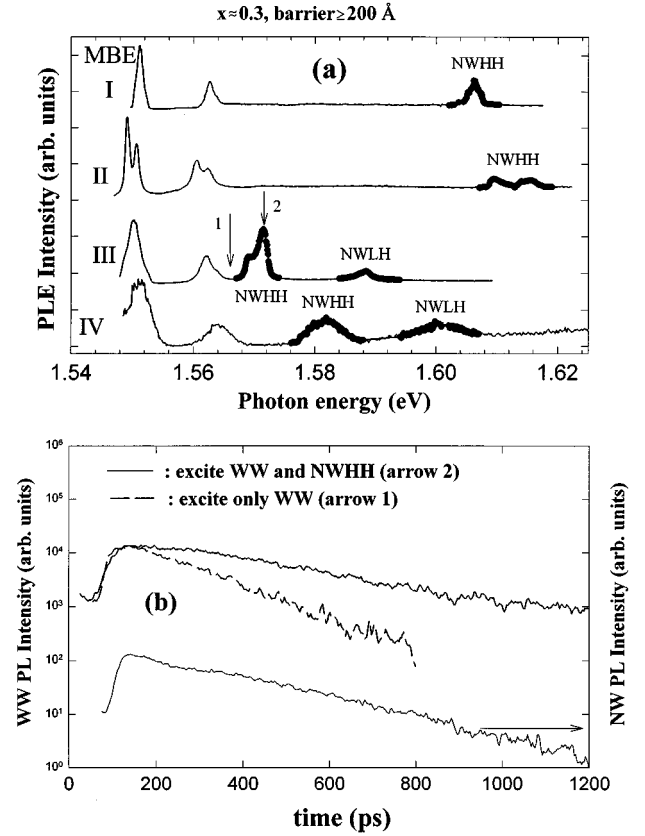 x≈0.3, barrier≥200 Å
PLE Intensity (arb. units)
MBE
(a)
I
NWHH
II
NWHH
1
2
III
NWHH
NWLH
IV
NWHH
NWLH
1.54 1.56 1.58 1.60 1.62
Photon energy (eV)
WW PL Intensity (arb. units)
NW PL Intensity (arb. units)
10⁶
10⁵
10⁴
10³
10²
10¹
10⁰
: excite WW and NWHH (arrow 2)
: excite only WW (arrow 1)
(b)
0 200 400 600 800 1000 1200
time (ps)